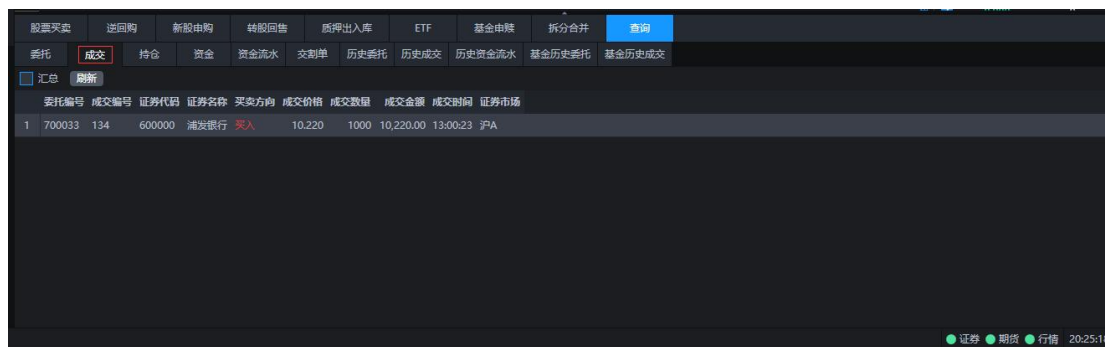 股票买卖 逆回购 新股申购 转股回售 质押出入库 ETF 基金申赎 拆分合并 查询
委托 成交 持仓 资金 资金流水 交割单 历史委托 历史成交 历史资金流水 基金历史委托 基金历史成交
汇总 刷新
委托编号 成交编号 证券代码 证券名称 买卖方向 成交价格 成交数量 成交金额 成交时间 证券市场
1 700033 134 600000 浦发银行 买入 10.220 1000 10,220.00 13:00:23 沪A
证券 期货 行情 20:25:18